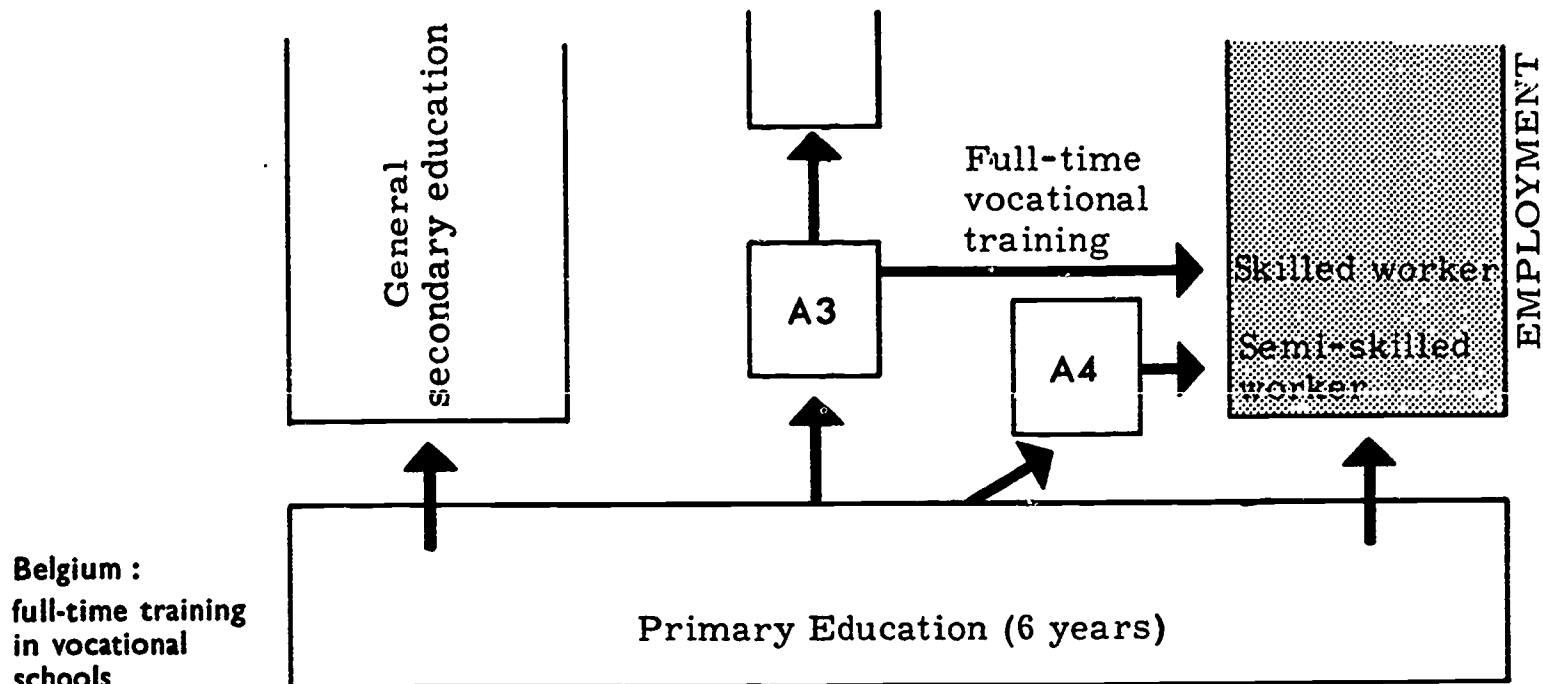 General
secondary education
Full-time
vocational
training
EMPLOYMENT
Skilled worker
A3
Semi-skilled
worker
A4
Belgium :
full-time training
in vocational
schools
Primary Education (6 years)